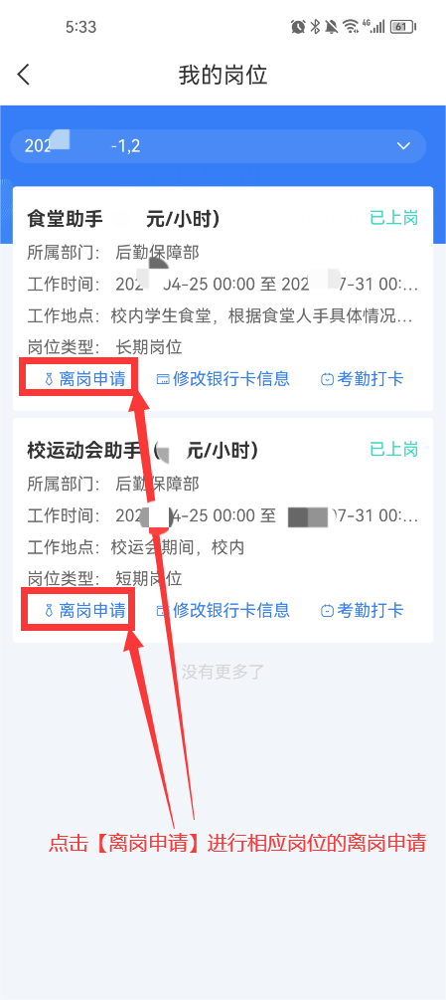 5:33
4G
61
我的岗位
202 -1,2
食堂助手 元/小时）
已上岗
所属部门： 后勤保障部
工作时间： 202 04-25 00:00 至 202 7-31 00:...
工作地点：校内学生食堂，根据食堂人手具体情况...
岗位类型： 长期岗位
离岗申请 修改银行卡信息 考勤打卡
校运动会助手（ 元/小时）
已上岗
所属部门： 后勤保障部
工作时间： 202 4-25 00:00 至 07-31 00:...
工作地点：校运会期间，校内
岗位类型： 短期岗位
离岗申请 修改银行卡信息 考勤打卡
没有更多了
点击【离岗申请】进行相应岗位的离岗申请